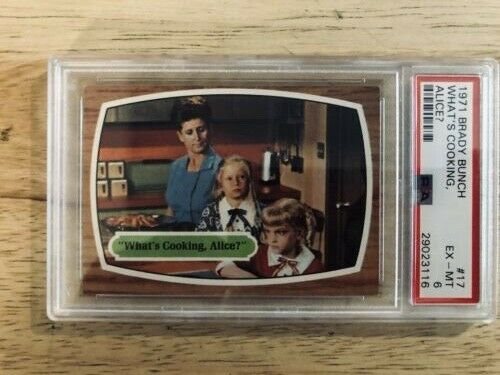 "What's Cooking, Alice?"
1971 BRADY BUNCH
WHAT'S COOKING,
ALICE?
#17
EX-MT
6
29023116